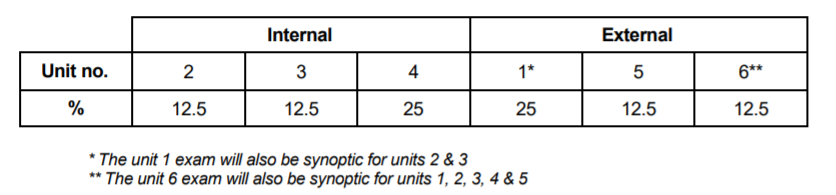 Internal External
Unit no. 2 3 4 1* 5 6**
% 12.5 12.5 25 25 12.5 12.5
* The unit 1 exam will also be synoptic for units 2 & 3
** The unit 6 exam will also be synoptic for units 1, 2, 3, 4 & 5